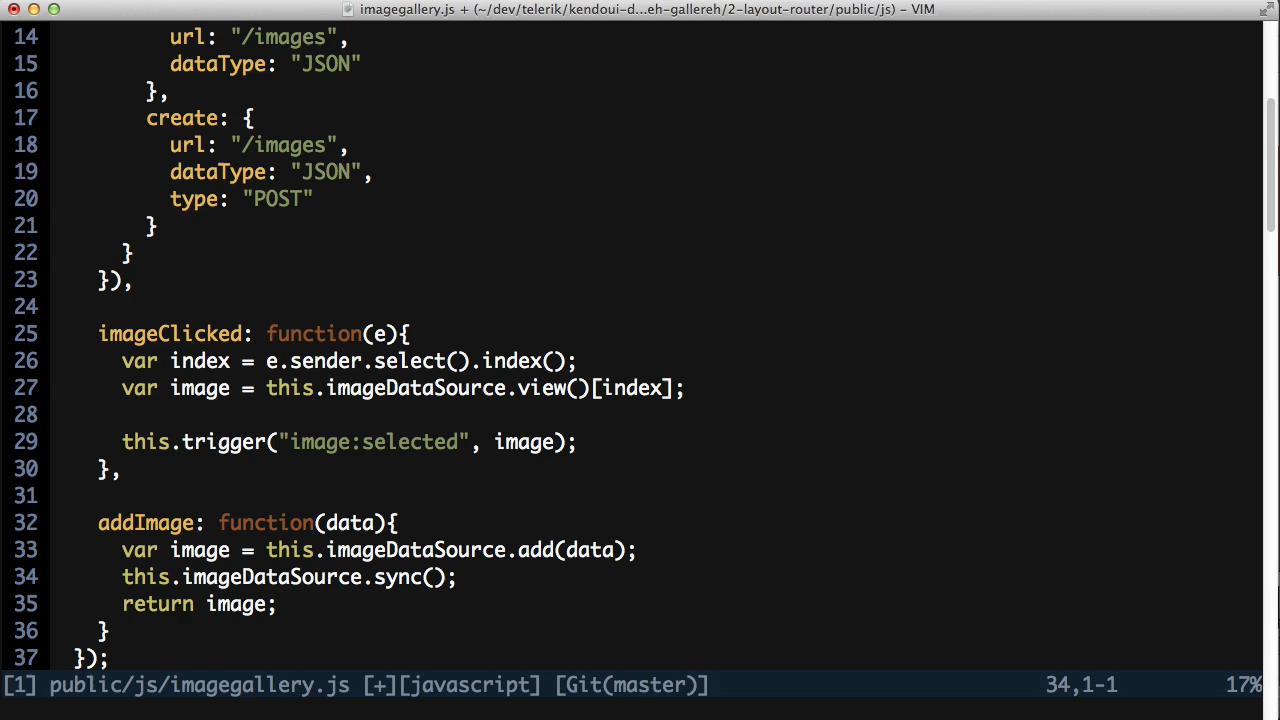 imagegallery.js + (~/dev/telerik/kendoui-d...eh-gallereh/2-layout-router/public/js) – VIM
14 url: "/images",
15 dataType: "JSON"
16 },
17 create: {
18 url: "/images",
19 dataType: "JSON",
20 type: "POST"
21 }
22 }
23 }),
24
25 imageClicked: function(e){
26 var index = e.sender.select().index();
27 var image = this.imageDataSource.view()[index];
28
29 this.trigger("image:selected", image);
30 },
31
32 addImage: function(data){
33 var image = this.imageDataSource.add(data);
34 this.imageDataSource.sync();
35 return image;
36 }
37 });
[1] public/js/imagegallery.js [+][javascript] [Git(master)] 34,1-1 17%